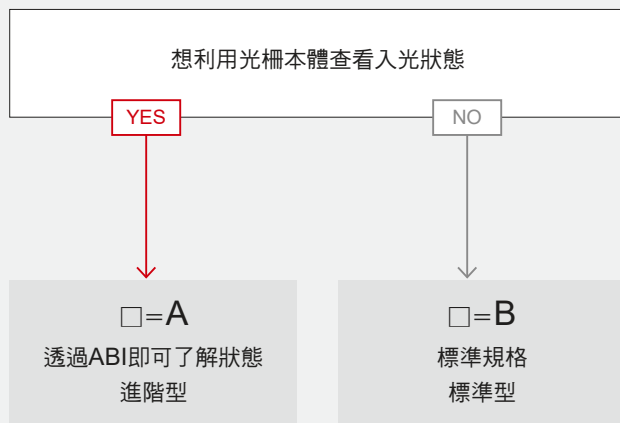 想利用光柵本體查看入光狀態
YES
NO
□=A
透過ABI即可了解狀態
進階型
□=B
標準規格
標準型